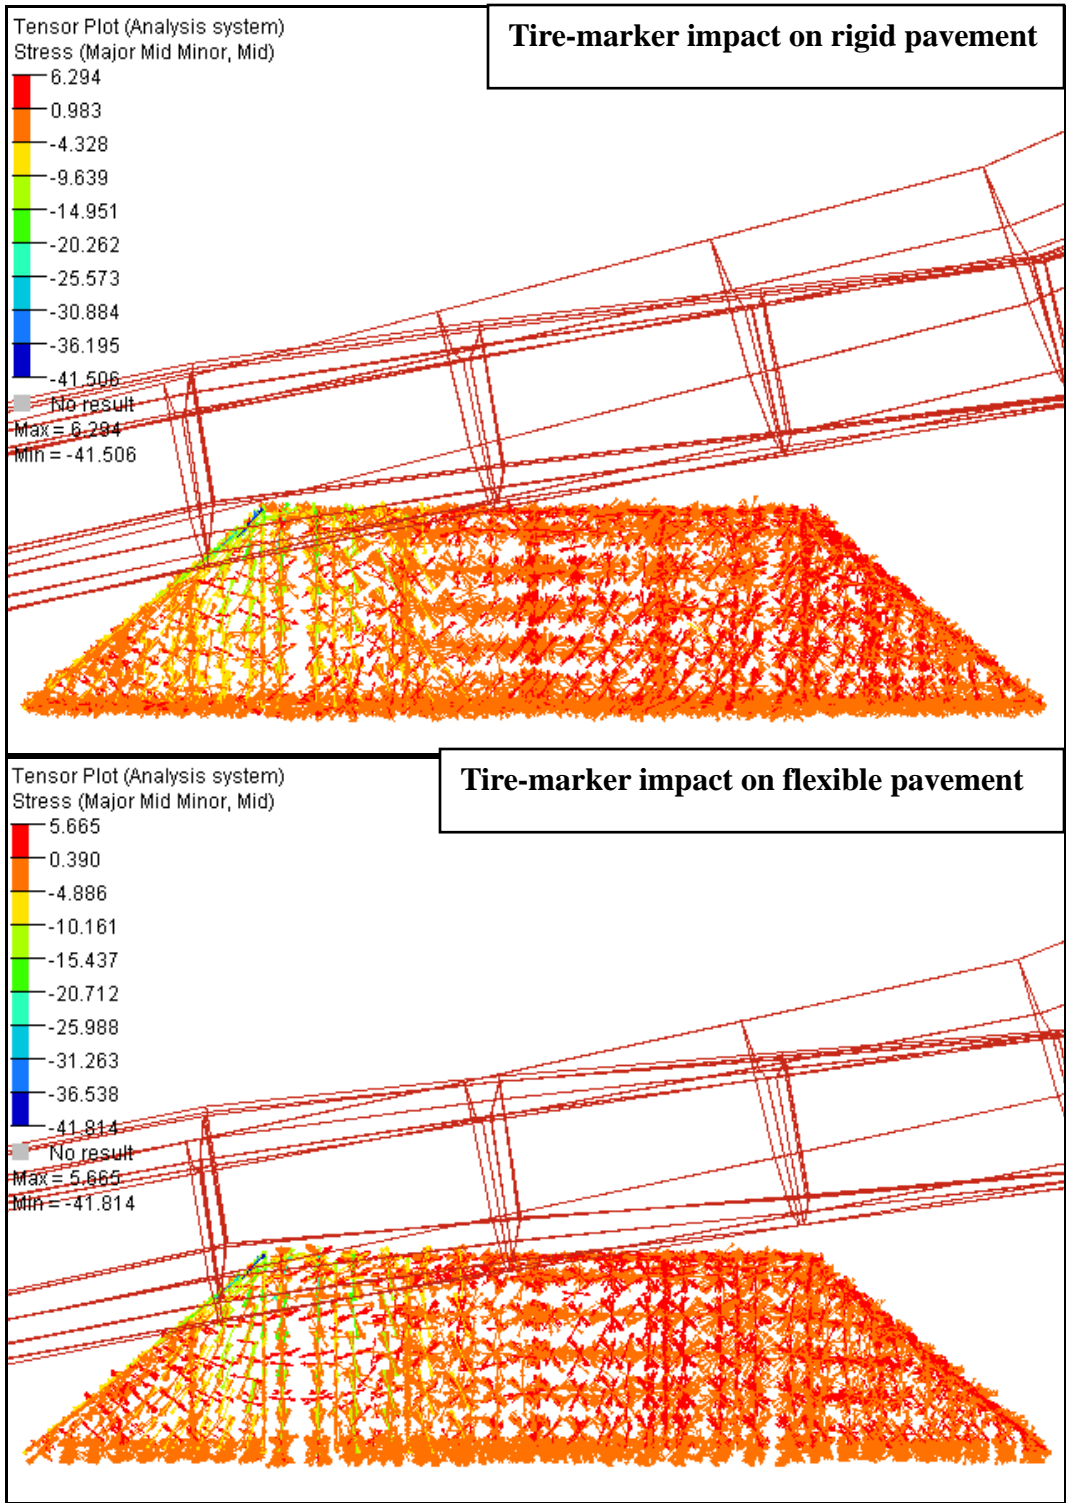 Tensor Plot (Analysis system)
Stress (Major Mid Minor, Mid)
Tire-marker impact on rigid pavement
6.294
0.983
-4.328
-9.639
-14.951
-20.262
-25.573
-30.884
-36.195
-41.506
No result
Max = 6.294
Min = -41.506
Tensor Plot (Analysis system)
Stress (Major Mid Minor, Mid)
Tire-marker impact on flexible pavement
5.665
0.390
-4.886
-10.161
-15.437
-20.712
-25.988
-31.263
-36.538
-41.814
No result
Max = 5.665
Min = -41.814